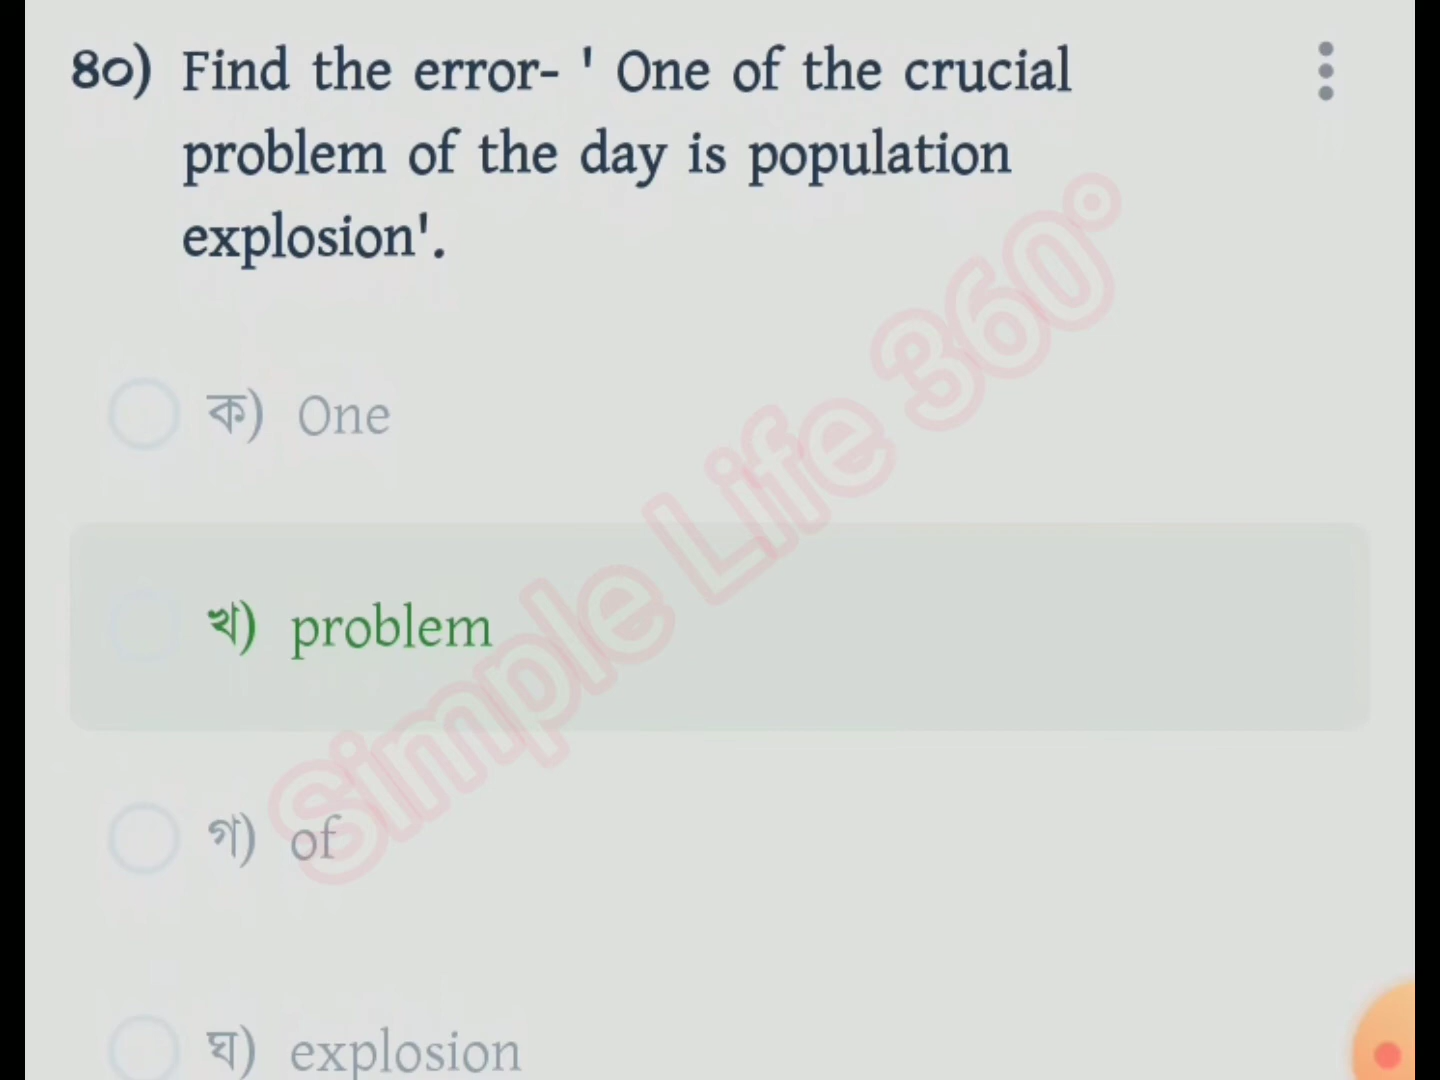 ৪০) Find the error- ' One of the crucial
problem of the day is population
explosion'.
ক) One
খ) problem
গ) of
ঘ) explosion
Simple Life 360°